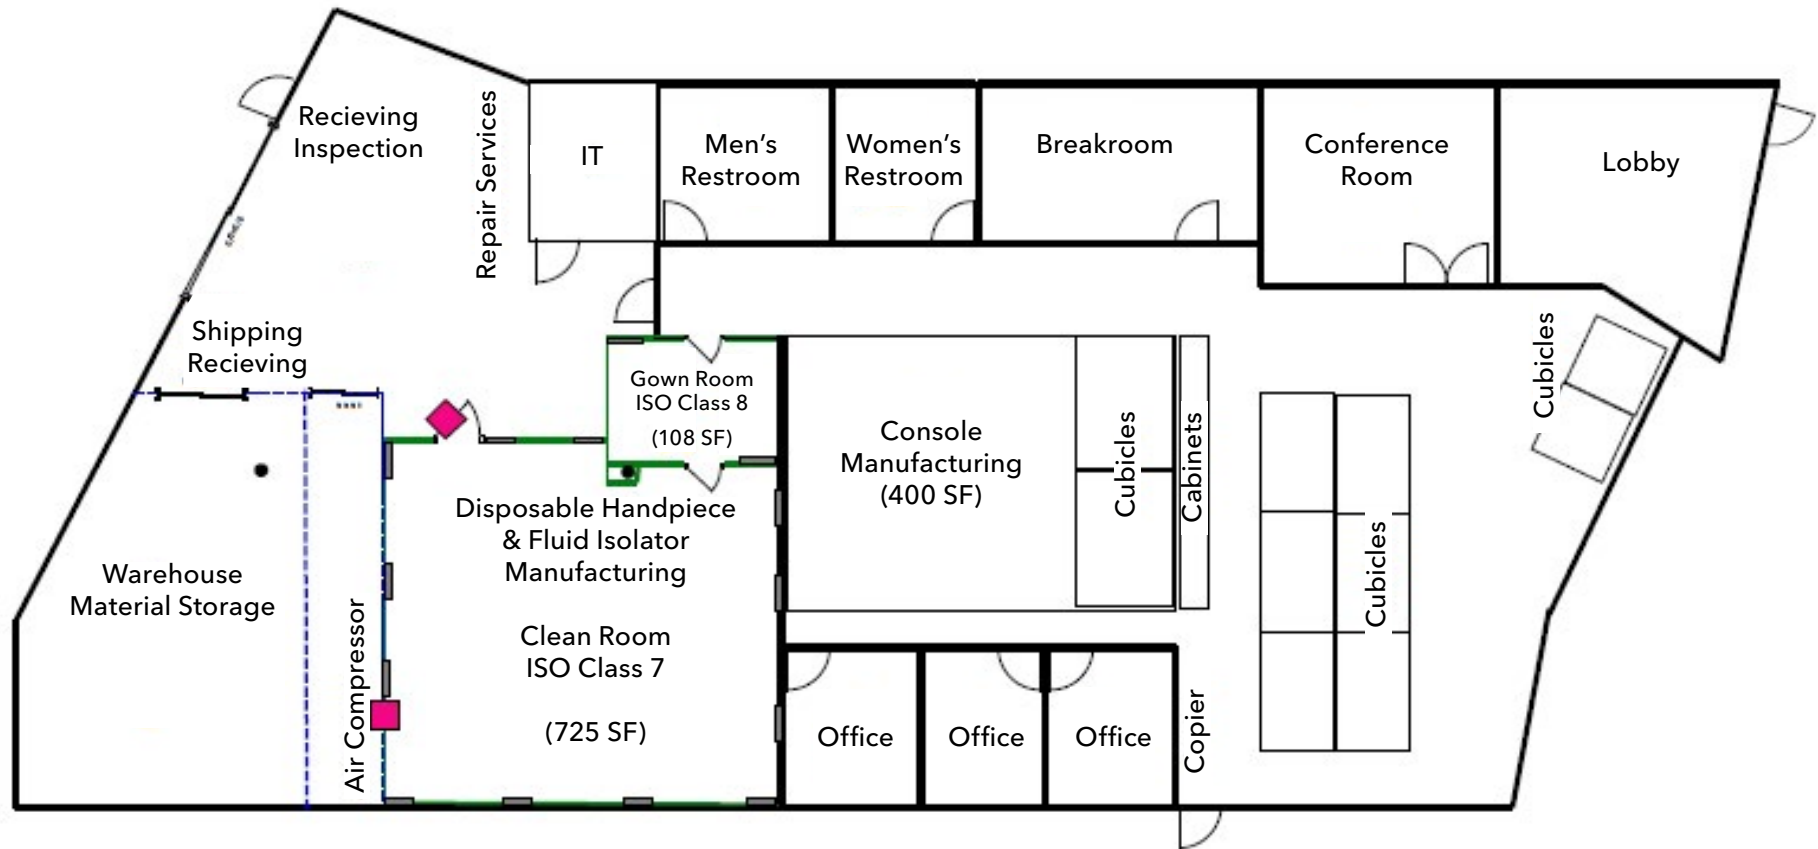 Recieving
Inspection
Repair Services
IT
Men's
Restroom
Women's
Restroom
Breakroom
Conference
Room
Lobby
Shipping
Recieving
Gown Room
ISO Class 8
(108 SF)
Console
Manufacturing
(400 SF)
Cubicles
Cabinets
Cubicles
Cubicles
Disposable Handpiece
& Fluid Isolator
Manufacturing
Clean Room
ISO Class 7
(725 SF)
Warehouse
Material Storage
Air Compressor
Office
Office
Office
Copier